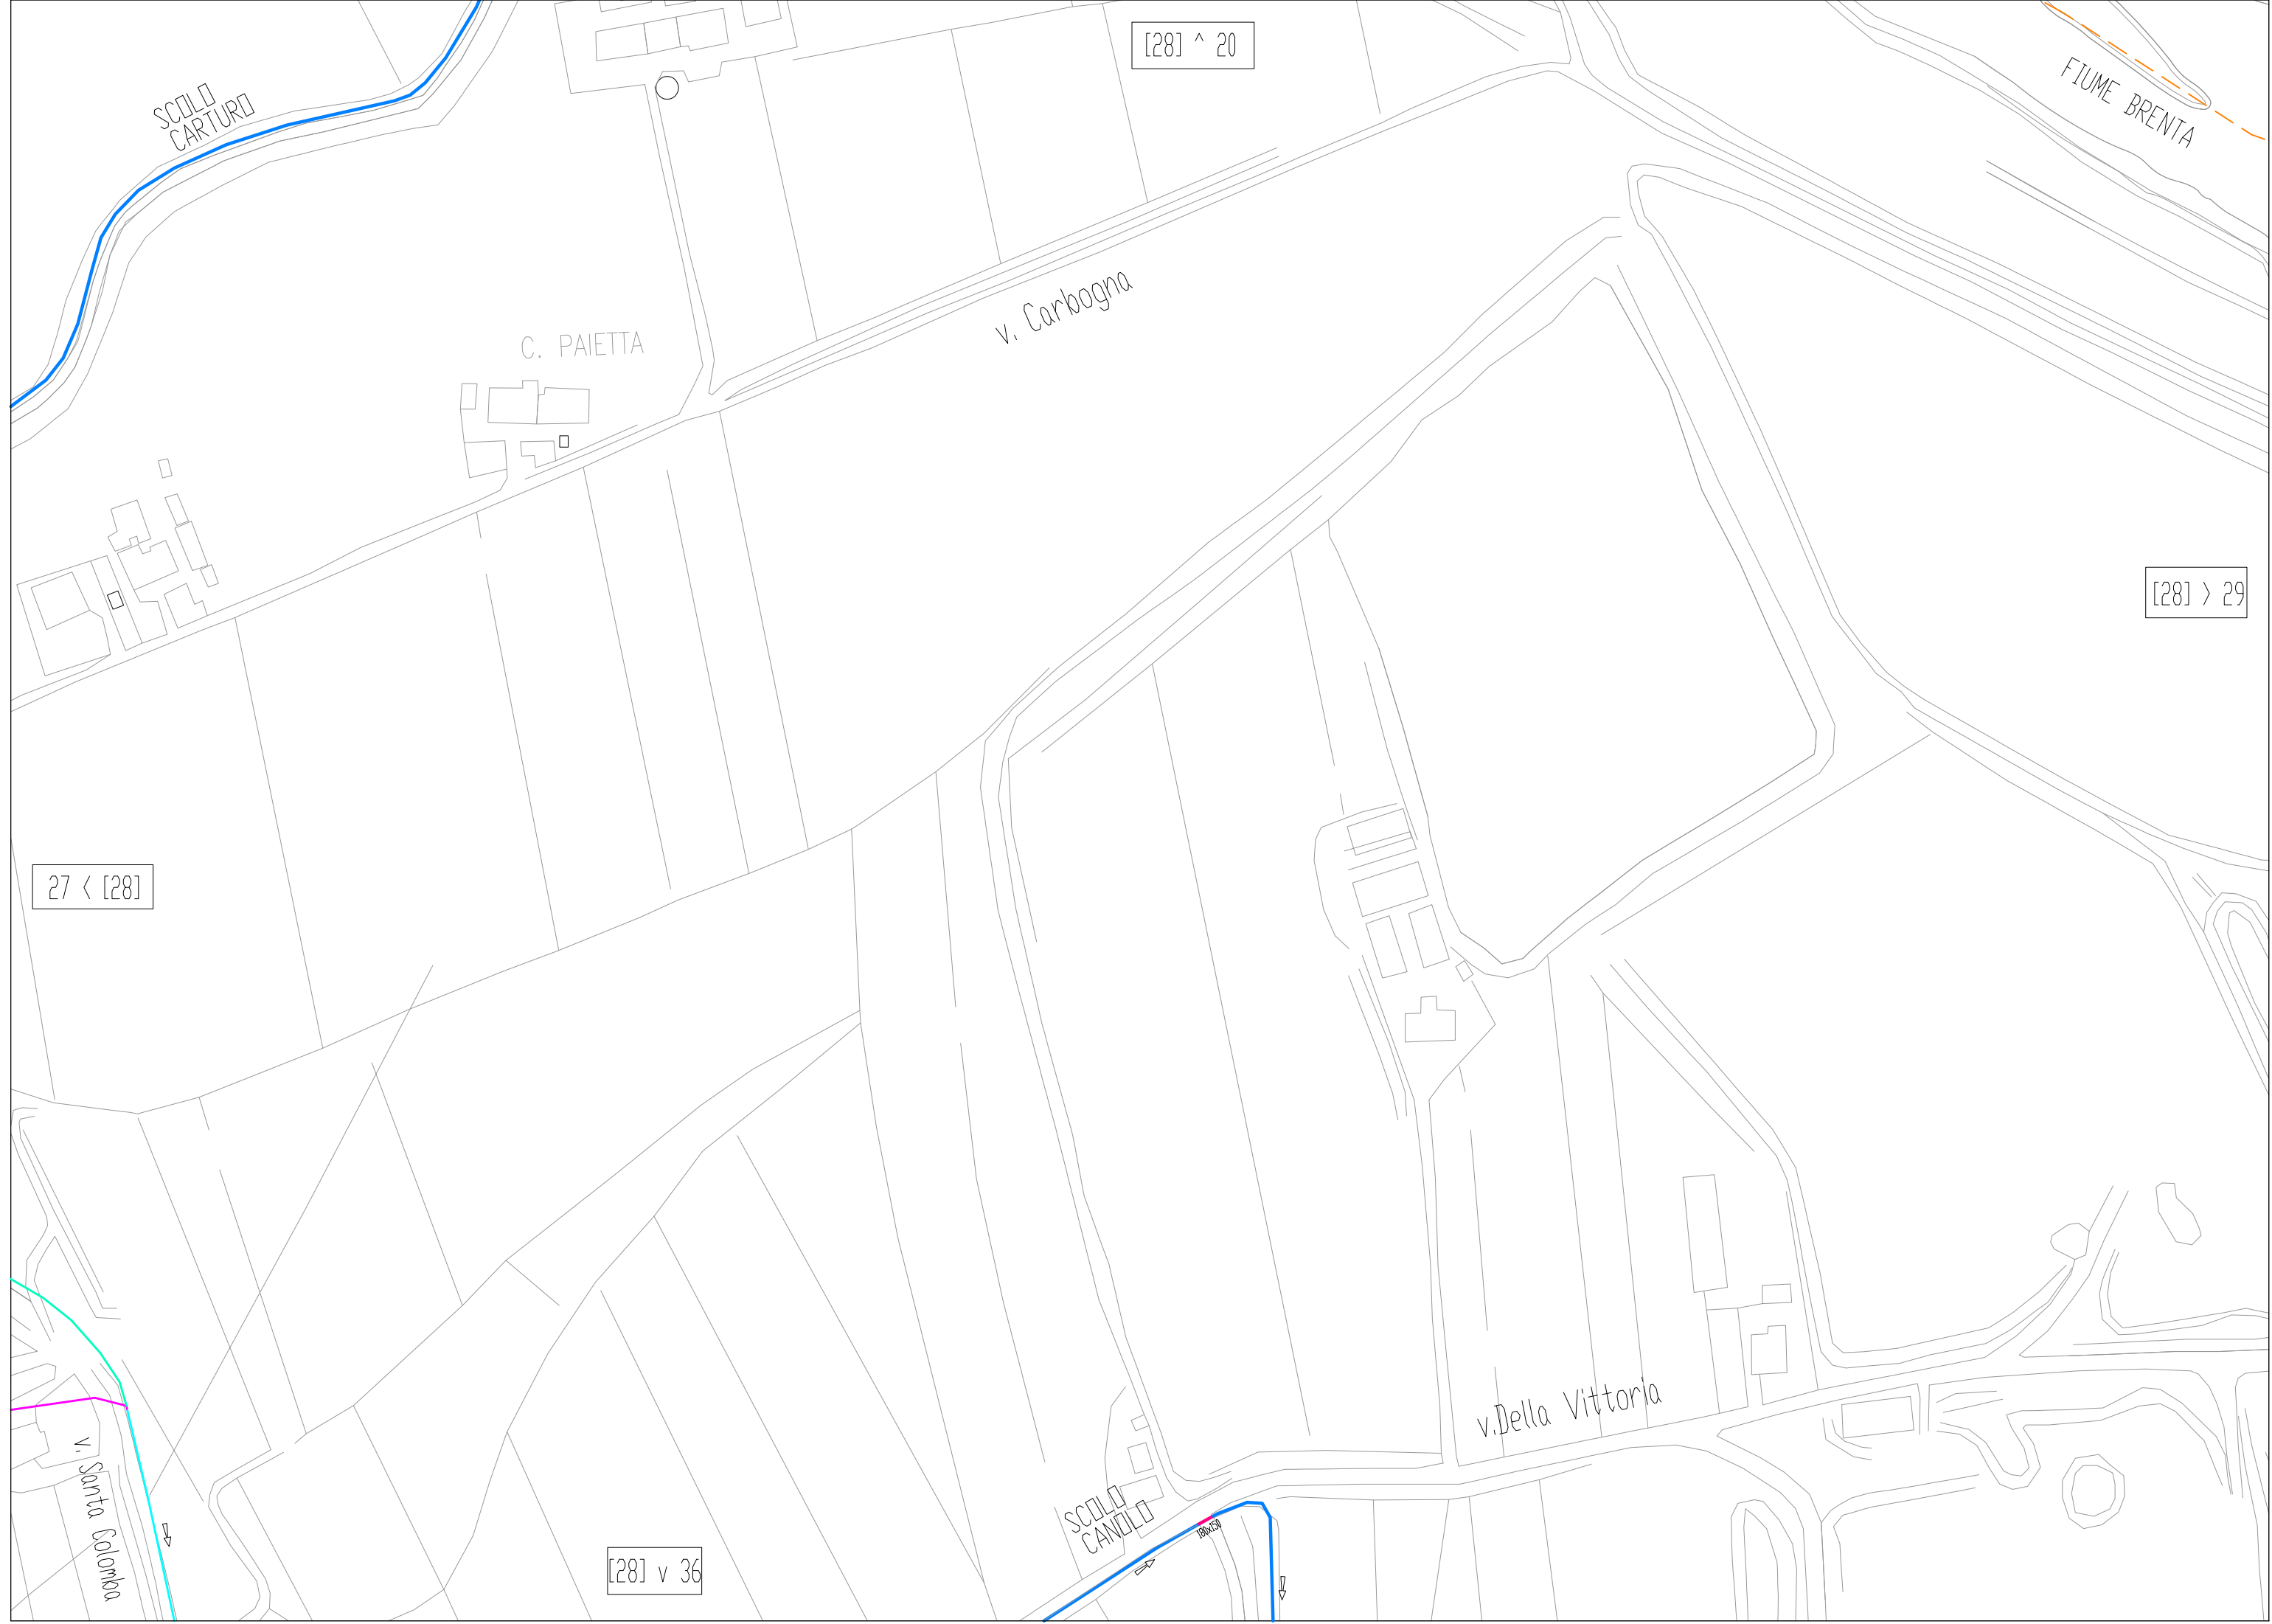 [28] ^ 20
SCOLO
CARTURO
FIUME BRENTA
v. Carbogna
C. PAIETTA
[28] > 29
27 < [28]
v.Della Vittoria
v. Santa Colomba
SCOLO
CANOLO
180x150
[28] v 36